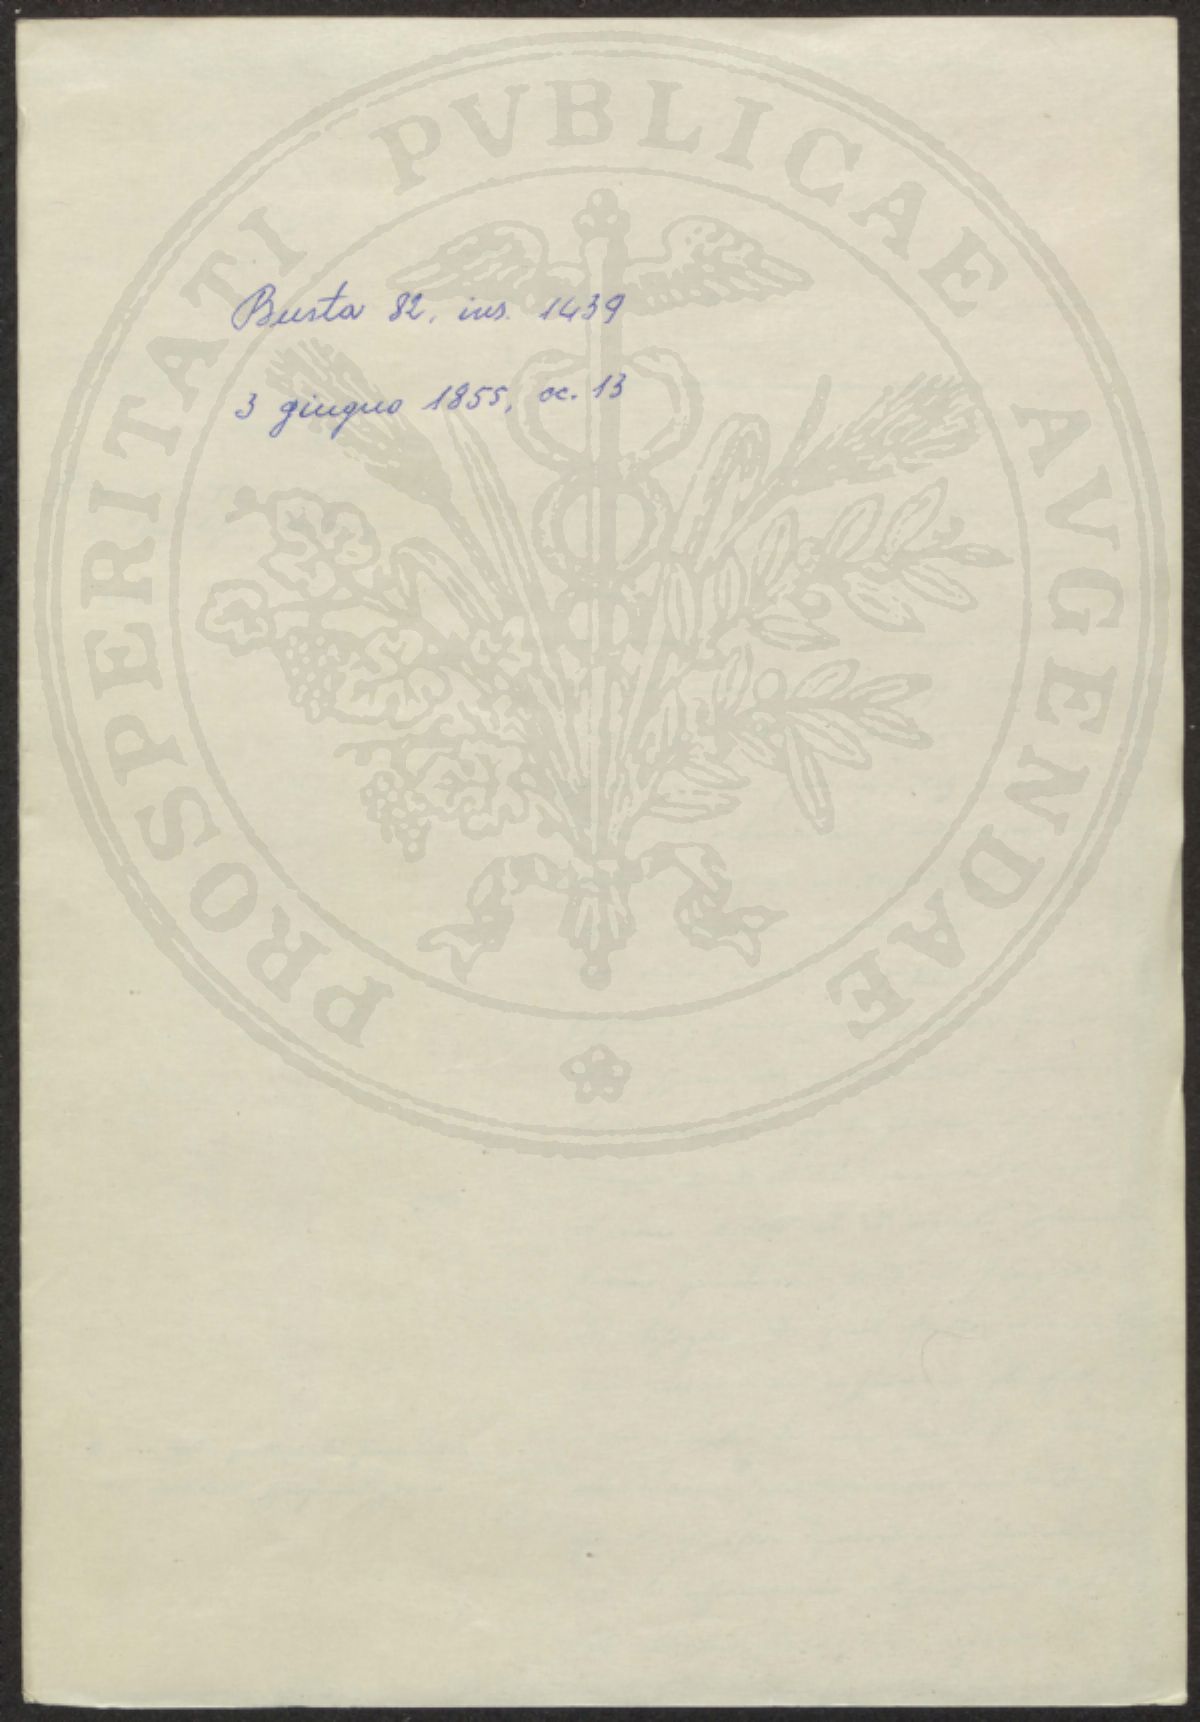 PROSPERITATI PVBLICAE AVGENDAE
Busta 82, ins. 1439
3 giugno 1855, cc. 13